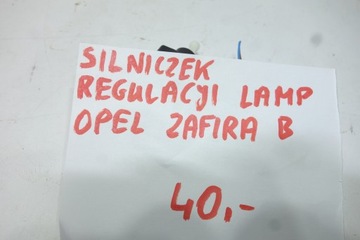 SILNICZEK
REGULACJI LAMP
OPEL ZAFIRA B
40,-